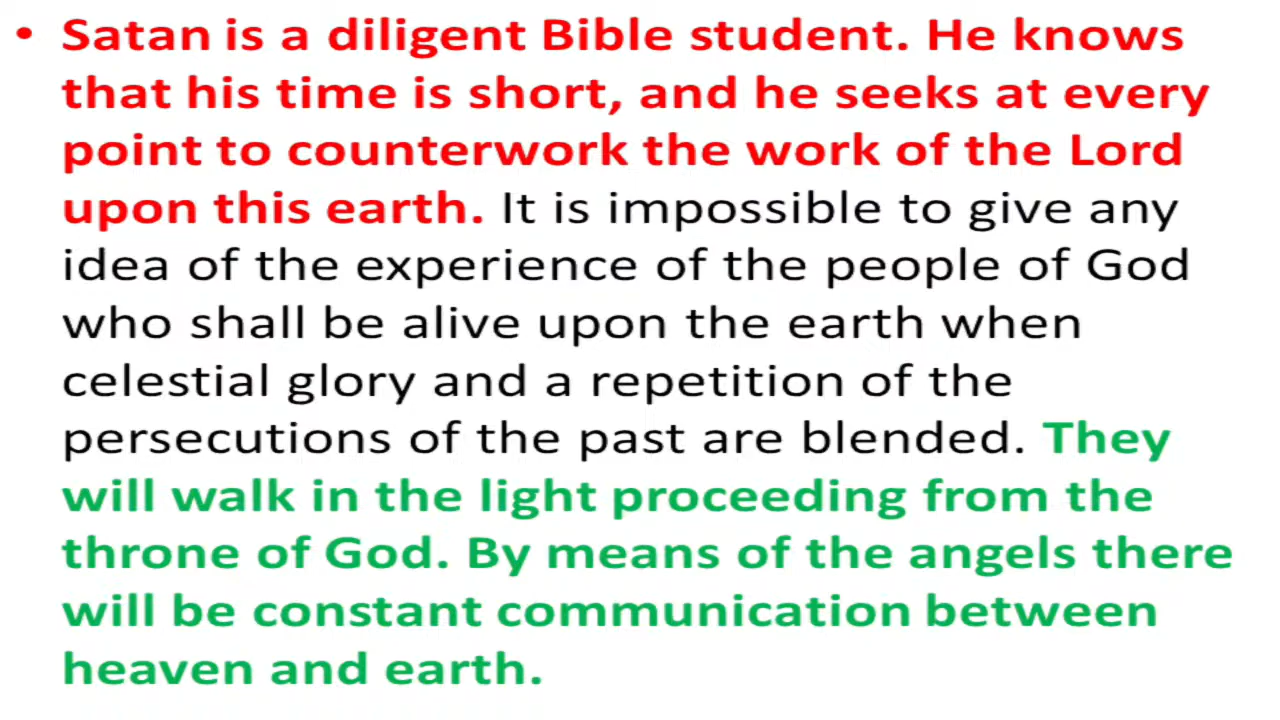 • Satan is a diligent Bible student. He knows
that his time is short, and he seeks at every
point to counterwork the work of the Lord
upon this earth. It is impossible to give any
idea of the experience of the people of God
who shall be alive upon the earth when
celestial glory and a repetition of the
persecutions of the past are blended. They
will walk in the light proceeding from the
throne of God. By means of the angels there
will be constant communication between
heaven and earth.